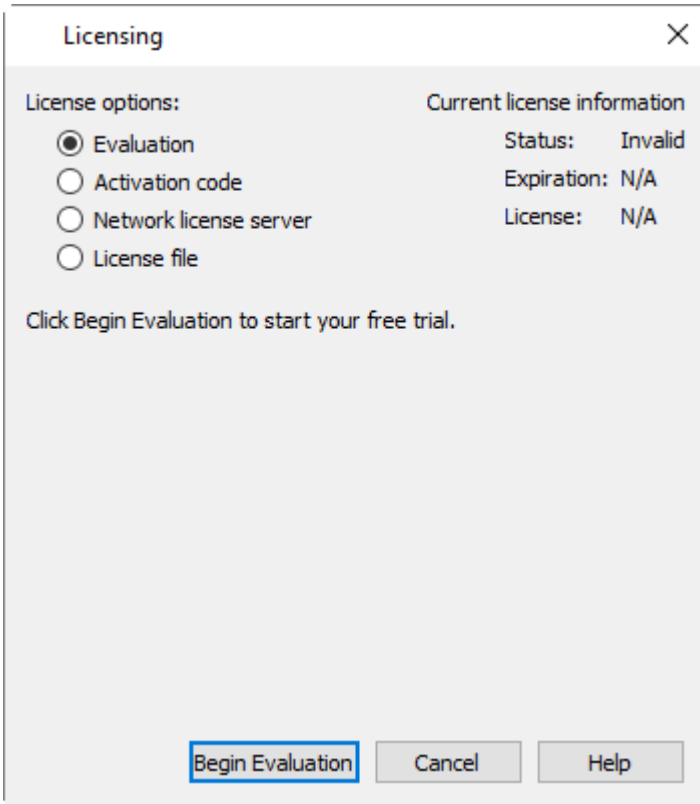 Licensing
License options:
Evaluation
Activation code
Network license server
License file
Current license information
Status: Invalid
Expiration: N/A
License: N/A
Click Begin Evaluation to start your free trial.
Begin Evaluation
Cancel
Help